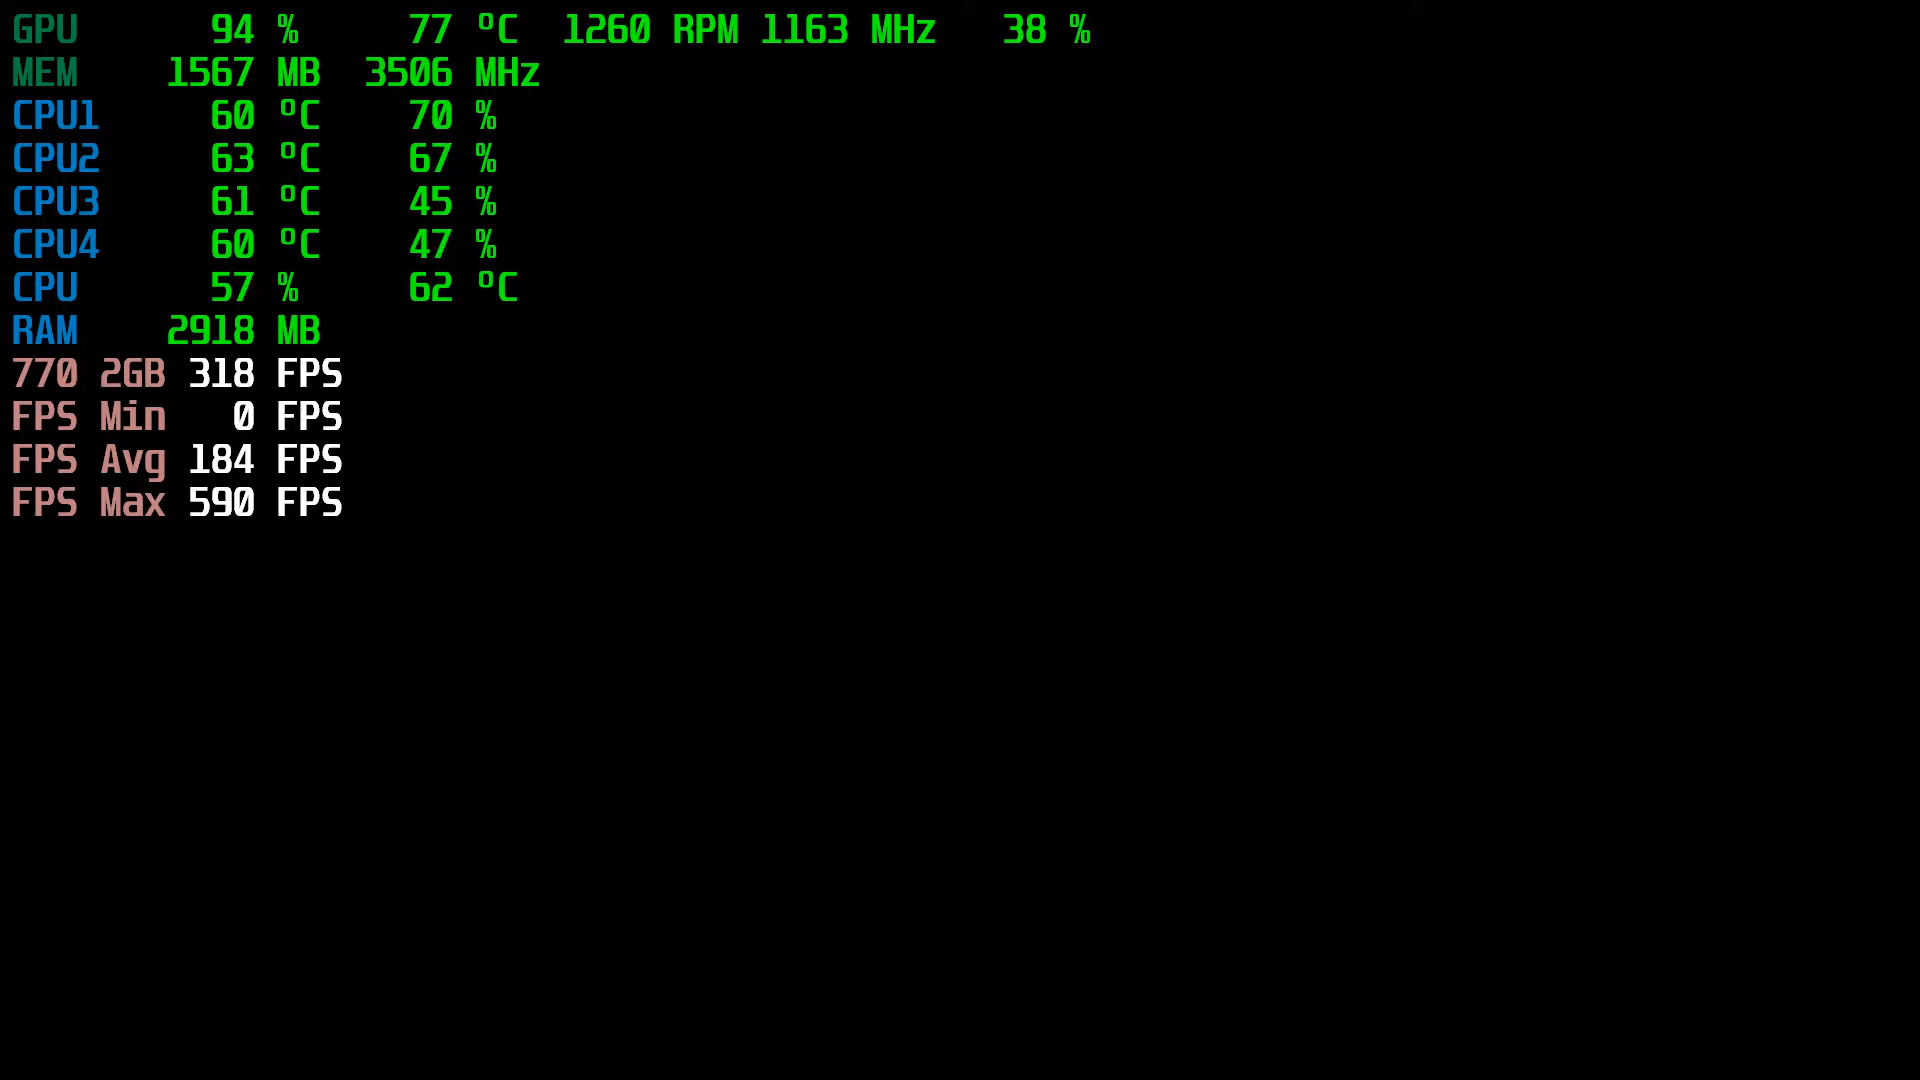 GPU 94 % 77 °C 1260 RPM 1163 MHz 38 %
MEM 1567 MB 3506 MHz
CPU1 60 °C 70 %
CPU2 63 °C 67 %
CPU3 61 °C 45 %
CPU4 60 °C 47 %
CPU 57 % 62 °C
RAM 2918 MB
770 2GB 318 FPS
FPS Min 0 FPS
FPS Avg 184 FPS
FPS Max 590 FPS